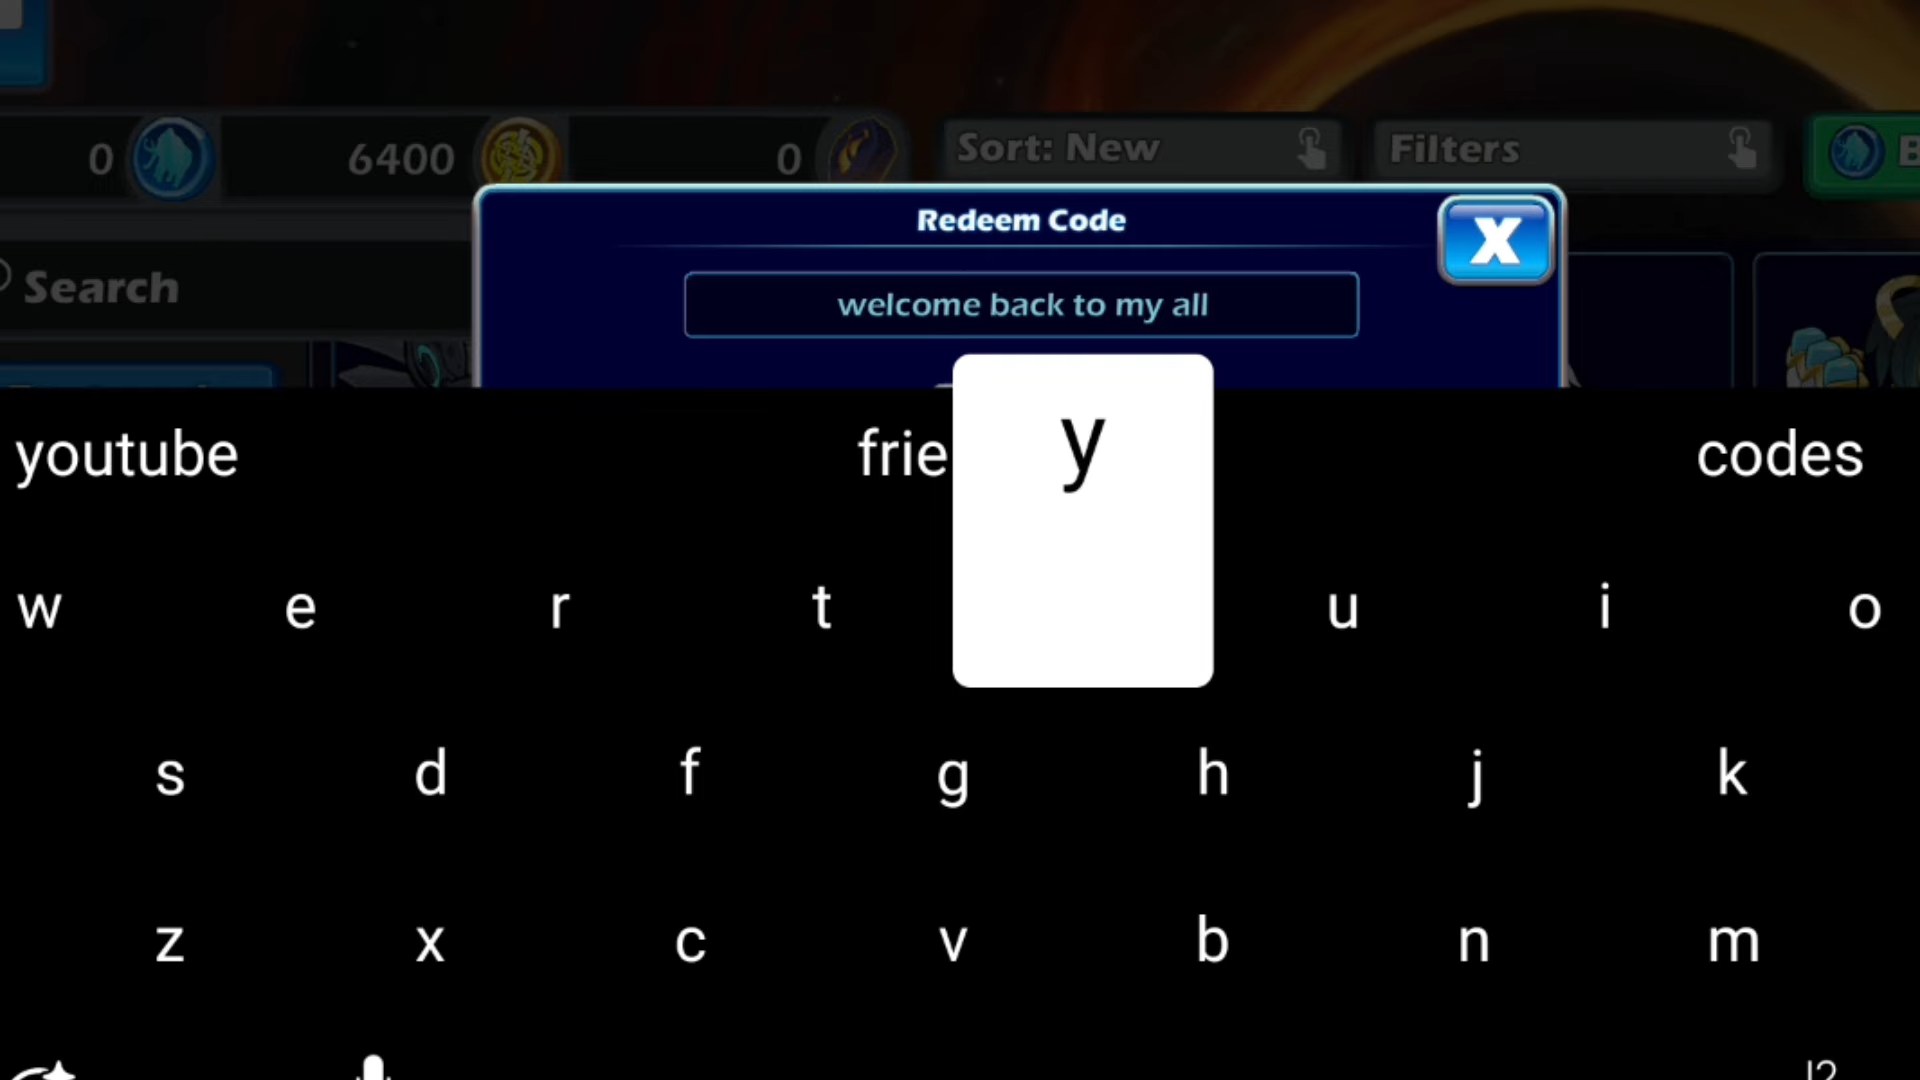 0 6400 0 Sort: New Filters B
Redeem Code X
Search
welcome back to my all
youtube frie codes
y
w e r t u i o
s d f g h j k
z x c v b n m